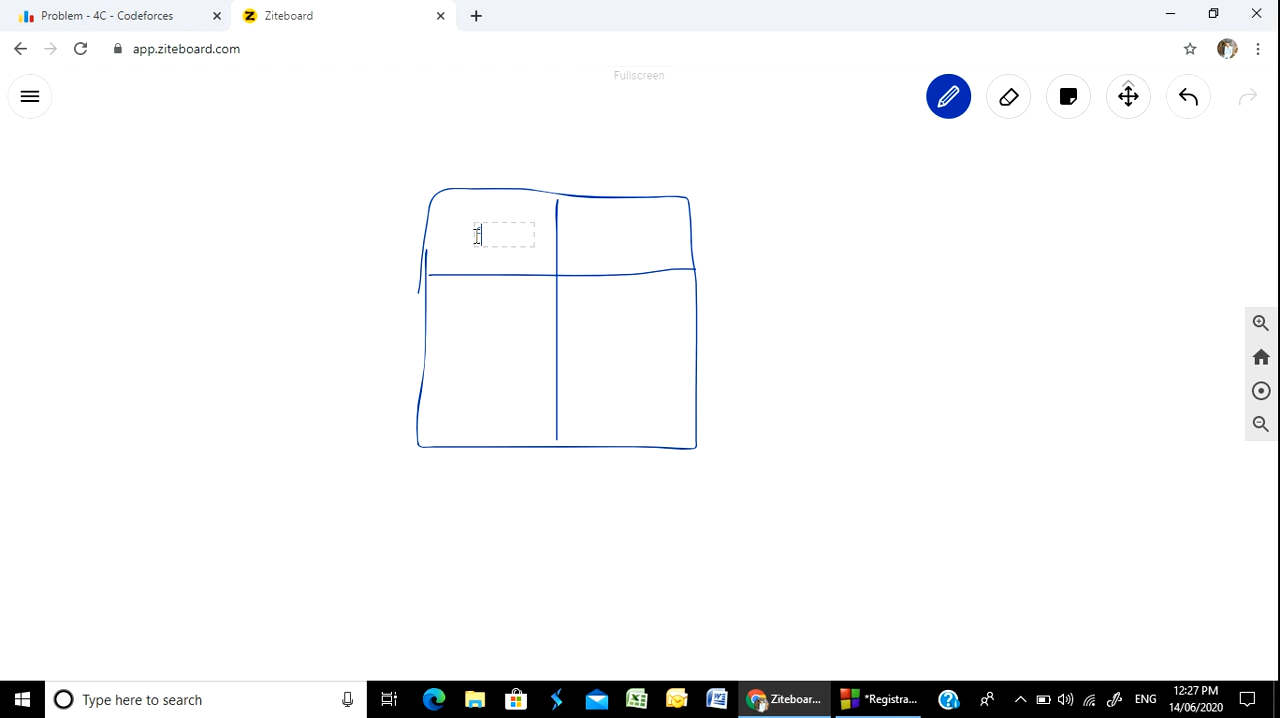 Problem - 4C - Codeforces
Ziteboard
app.ziteboard.com
Fullscreen
Type here to search
Ziteboar...
*Registra...
ENG
12:27 PM
14/06/2020